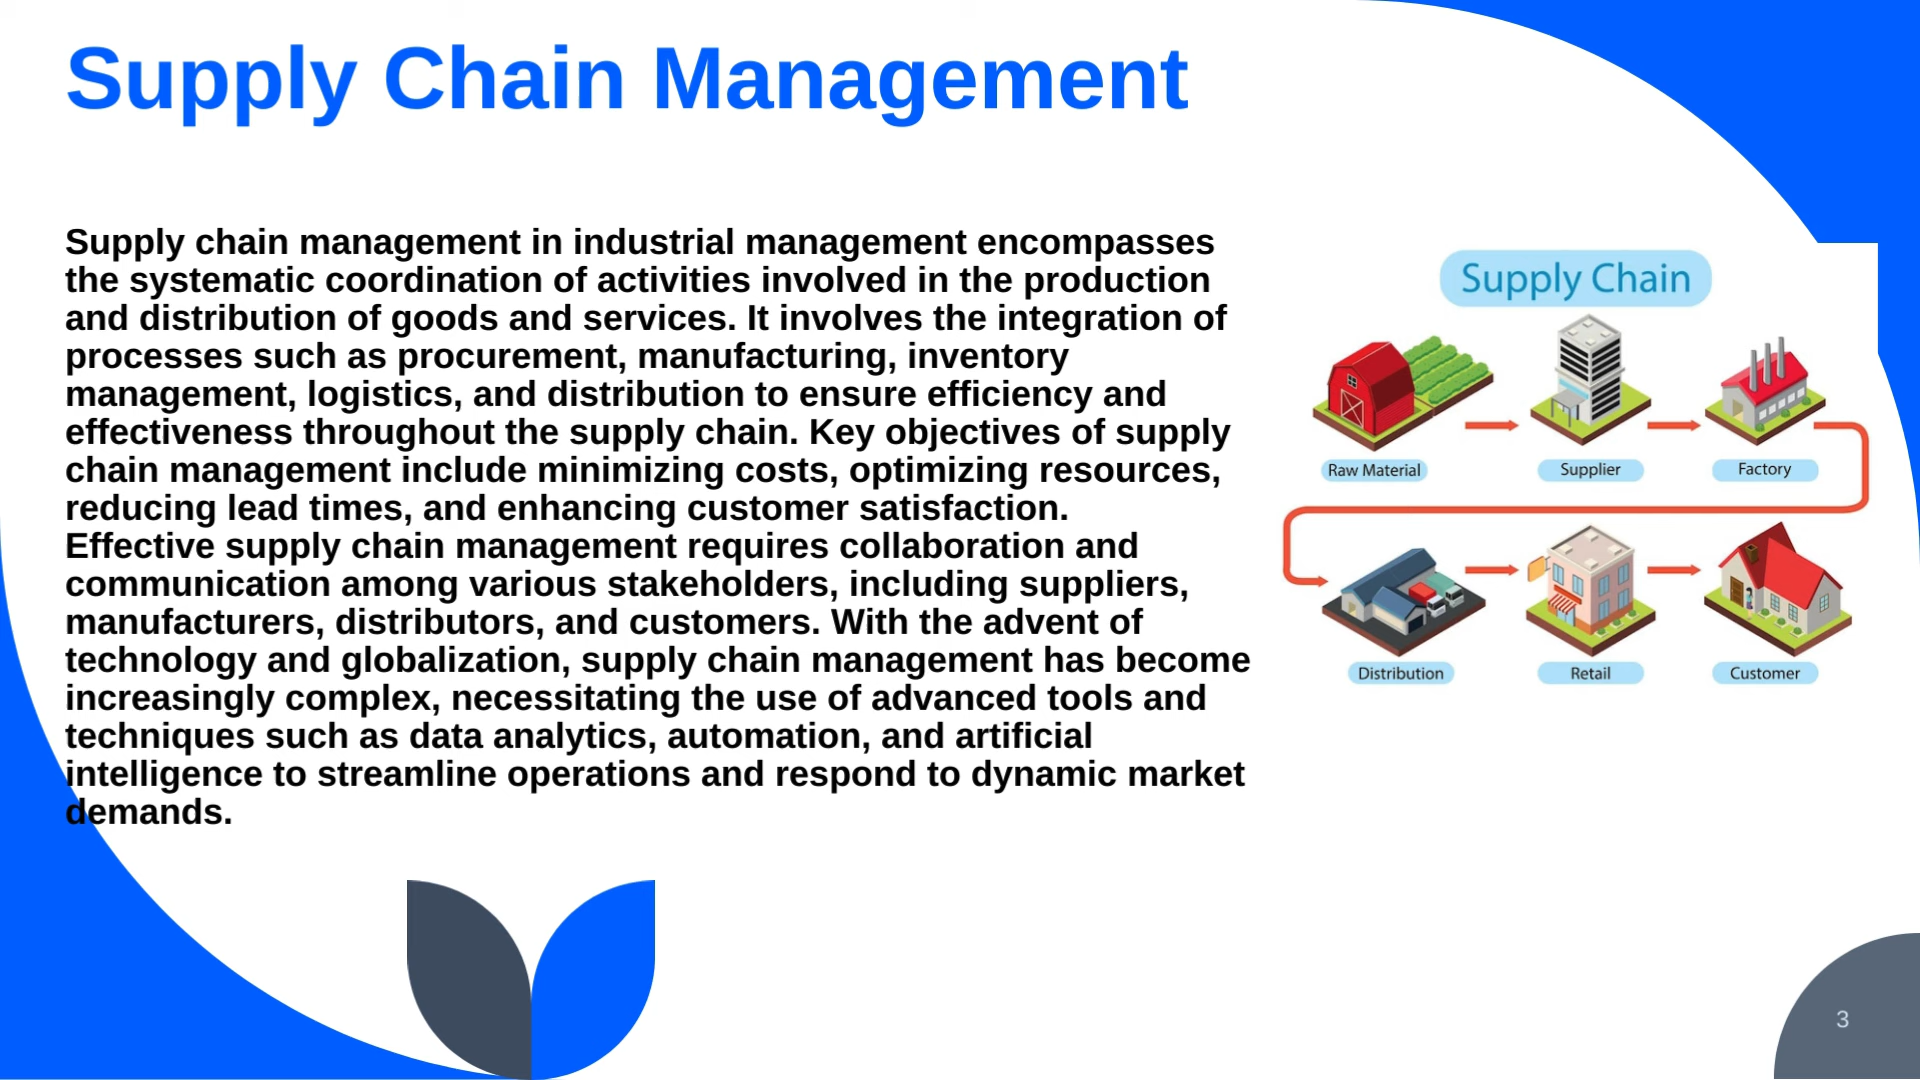 Supply Chain Management
Supply chain management in industrial management encompasses
the systematic coordination of activities involved in the production
and distribution of goods and services. It involves the integration of
processes such as procurement, manufacturing, inventory
management, logistics, and distribution to ensure efficiency and
effectiveness throughout the supply chain. Key objectives of supply
chain management include minimizing costs, optimizing resources,
reducing lead times, and enhancing customer satisfaction.
Effective supply chain management requires collaboration and
communication among various stakeholders, including suppliers,
manufacturers, distributors, and customers. With the advent of
technology and globalization, supply chain management has become
increasingly complex, necessitating the use of advanced tools and
techniques such as data analytics, automation, and artificial
intelligence to streamline operations and respond to dynamic market
demands.
Supply Chain
Raw Material
Supplier
Factory
Distribution
Retail
Customer
3